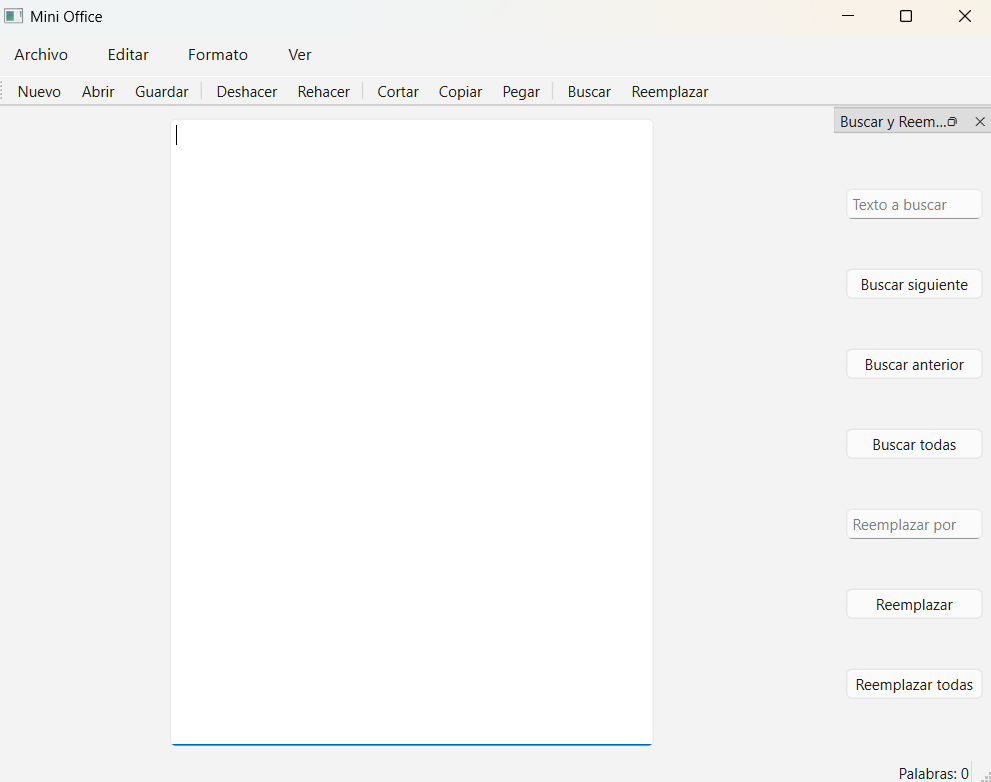 Mini Office
Archivo Editar Formato Ver
Nuevo Abrir Guardar Deshacer Rehacer Cortar Copiar Pegar Buscar Reemplazar
Buscar y Reem...
Texto a buscar
Buscar siguiente
Buscar anterior
Buscar todas
Reemplazar por
Reemplazar
Reemplazar todas
Palabras: 0